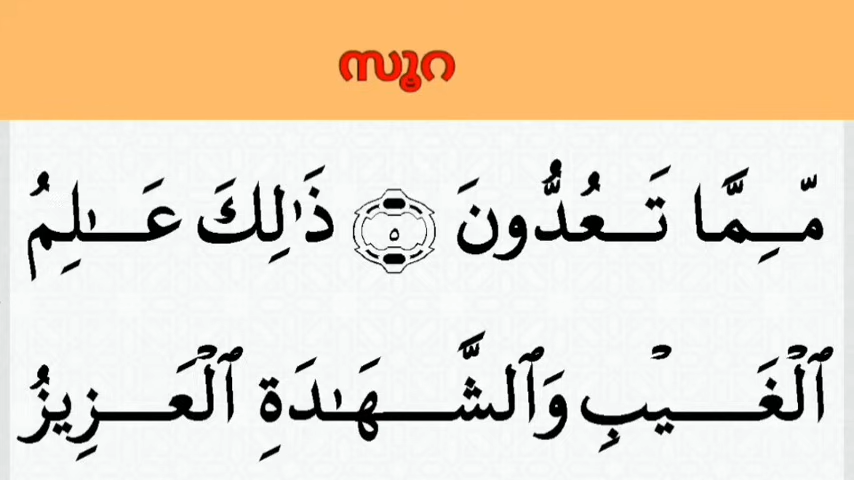 സൂറ
مِّمَّا تَعُدُّونَ ٥ ذَٰلِكَ عَـٰلِمُ
ٱلْغَيْبِ وَٱلشَّهَـٰدَةِ ٱلْعَزِيزُ